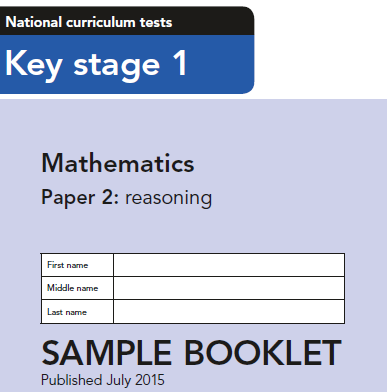 National curriculum tests
Key stage 1
Mathematics
Paper 2: reasoning
First name
Middle name
Last name
SAMPLE BOOKLET
Published July 2015